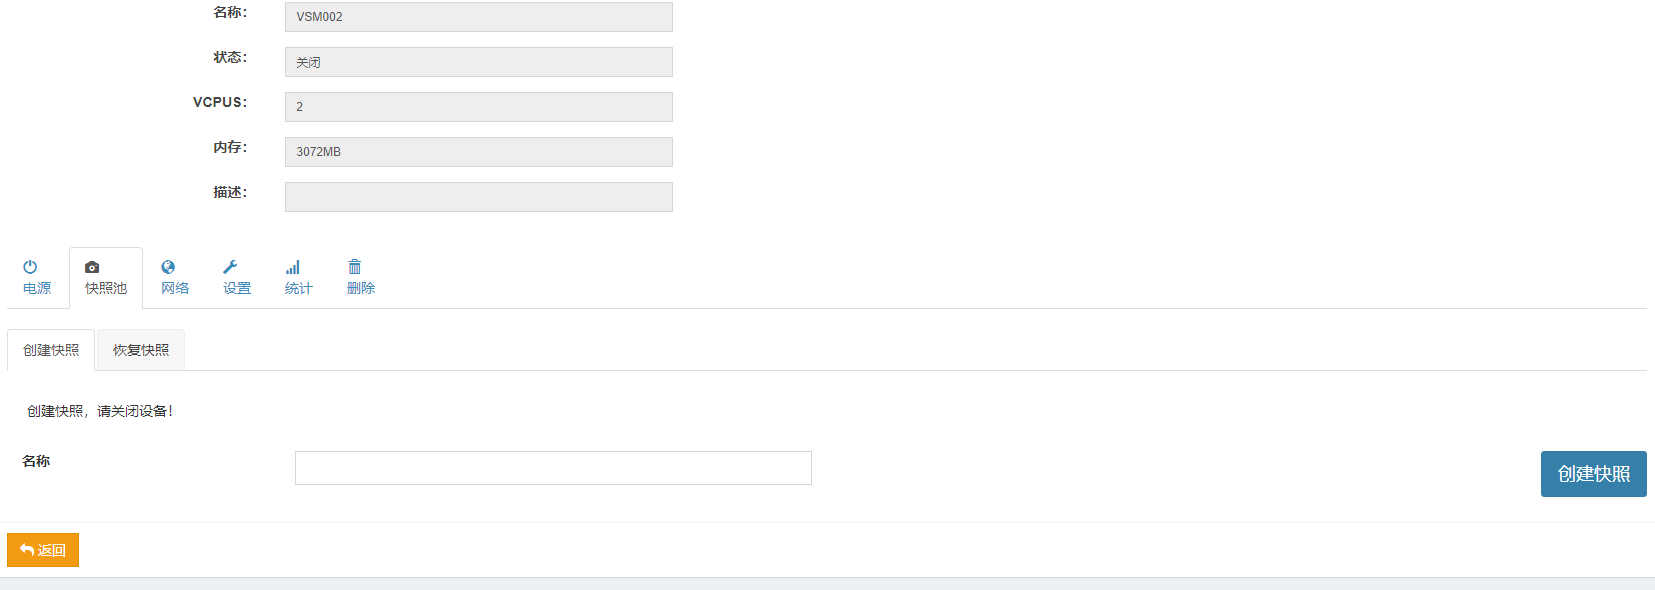 名称：
VSM002
状态：
关闭
VCPUS：
2
内存：
3072MB
描述：
电源 快照池 网络 设置 统计 删除
创建快照 恢复快照
创建快照，请关闭设备！
名称
创建快照
返回